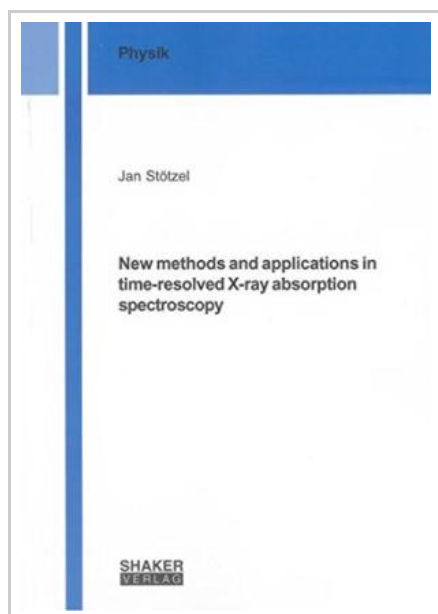 Physik
Jan Stötzel
New methods and applications in
time-resolved X-ray absorption
spectroscopy
SHAKER
VERLAG